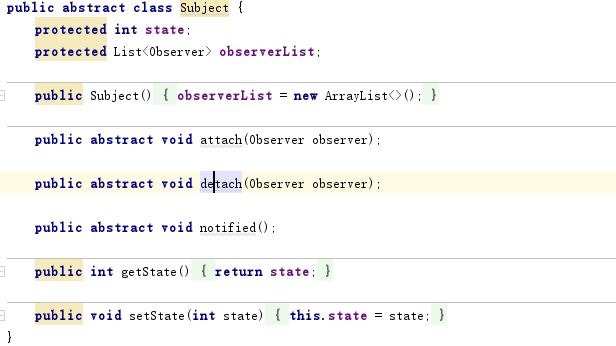 public abstract class Subject {
protected int state;
protected List<Observer> observerList;
public Subject() { observerList = new ArrayList<>(); }
public abstract void attach(Observer observer);
public abstract void detach(Observer observer);
public abstract void notified();
public int getState() { return state; }
public void setState(int state) { this.state = state; }
}